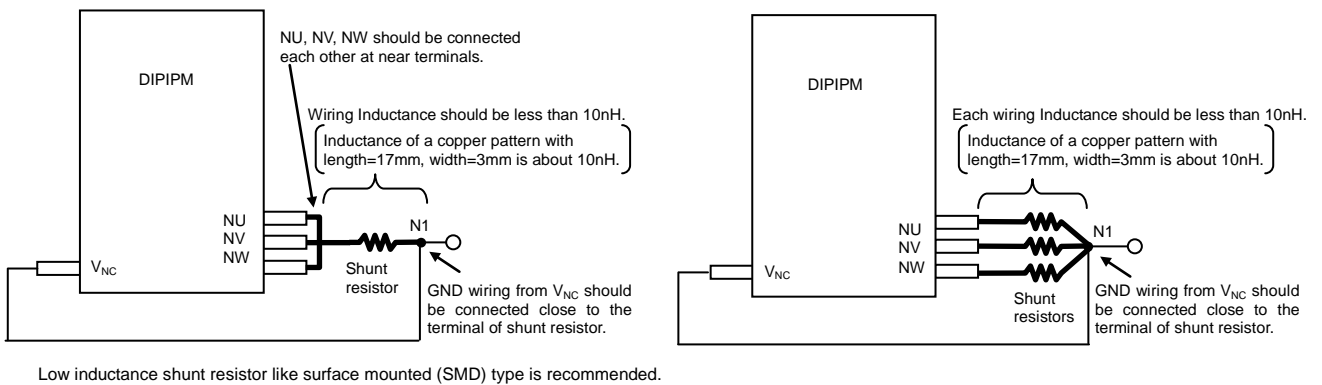 NU, NV, NW should be connected
each other at near terminals.
DIPIPM
Wiring Inductance should be less than 10nH.
Inductance of a copper pattern with
length=17mm, width=3mm is about 10nH.
NU
NV
NW
N1
VNC
Shunt
resistor
GND wiring from VNC should
be connected close to the
terminal of shunt resistor.
DIPIPM
Each wiring Inductance should be less than 10nH.
Inductance of a copper pattern with
length=17mm, width=3mm is about 10nH.
NU
NV
NW
N1
VNC
Shunt
resistors
GND wiring from VNC should
be connected close to the
terminal of shunt resistor.
Low inductance shunt resistor like surface mounted (SMD) type is recommended.